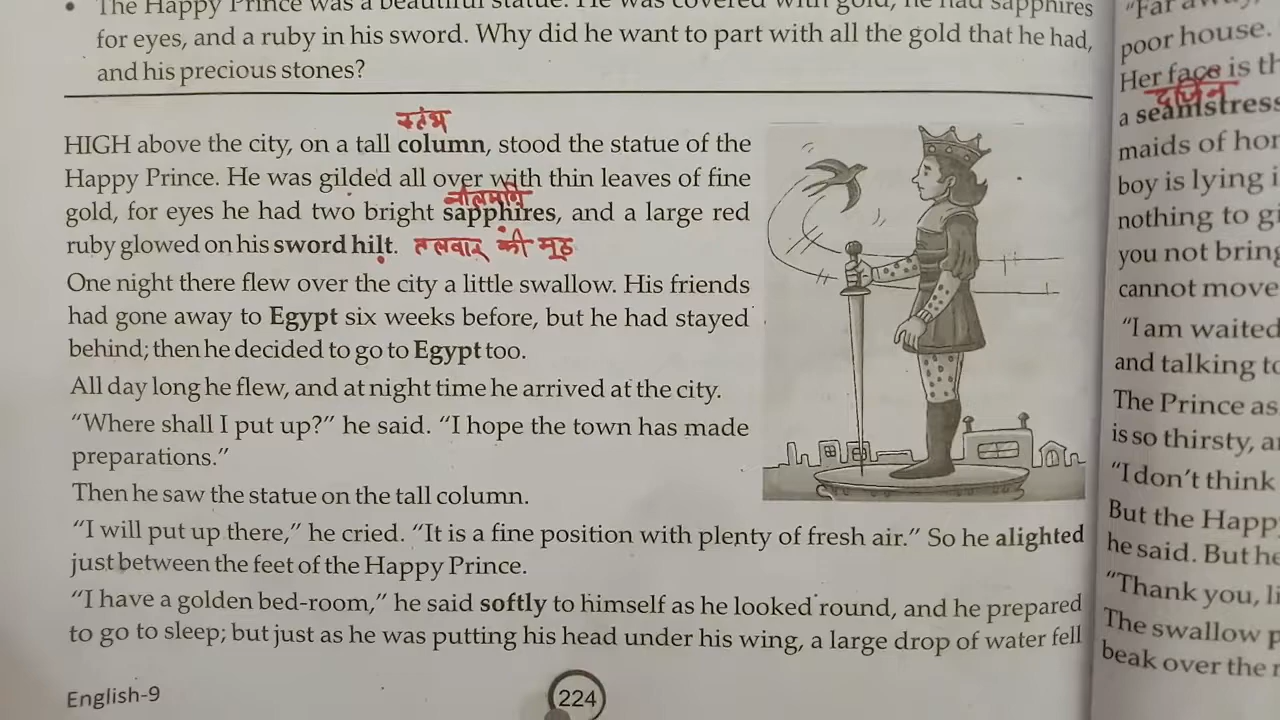 • The Happy Prince was a beautiful statue. He was covered with gold, he had sapphires
for eyes, and a ruby in his sword. Why did he want to part with all the gold that he had,
and his precious stones?
स्तंभ
HIGH above the city, on a tall column, stood the statue of the
Happy Prince. He was gilded all over with thin leaves of fine
नीलमणि
gold, for eyes he had two bright sapphires, and a large red
ruby glowed on his sword hilt. तलवार की मूठ
One night there flew over the city a little swallow. His friends
had gone away to Egypt six weeks before, but he had stayed
behind; then he decided to go to Egypt too.
All day long he flew, and at night time he arrived at the city.
“Where shall I put up?” he said. “I hope the town has made
preparations.”
Then he saw the statue on the tall column.
“I will put up there,” he cried. “It is a fine position with plenty of fresh air.” So he alighted
just between the feet of the Happy Prince.
“I have a golden bed-room,” he said softly to himself as he looked round, and he prepared
to go to sleep; but just as he was putting his head under his wing, a large drop of water fell
English-9
224
“Far away,
poor house.
Her face is
दर्जिन
a seamstress
maids of
boy is lying
nothing to
you not bring
cannot move
“I am waited
and talking
The Prince as
is so thirsty,
“I don’t think
But the
he said. But
“Thank you,
The swallow
beak over the